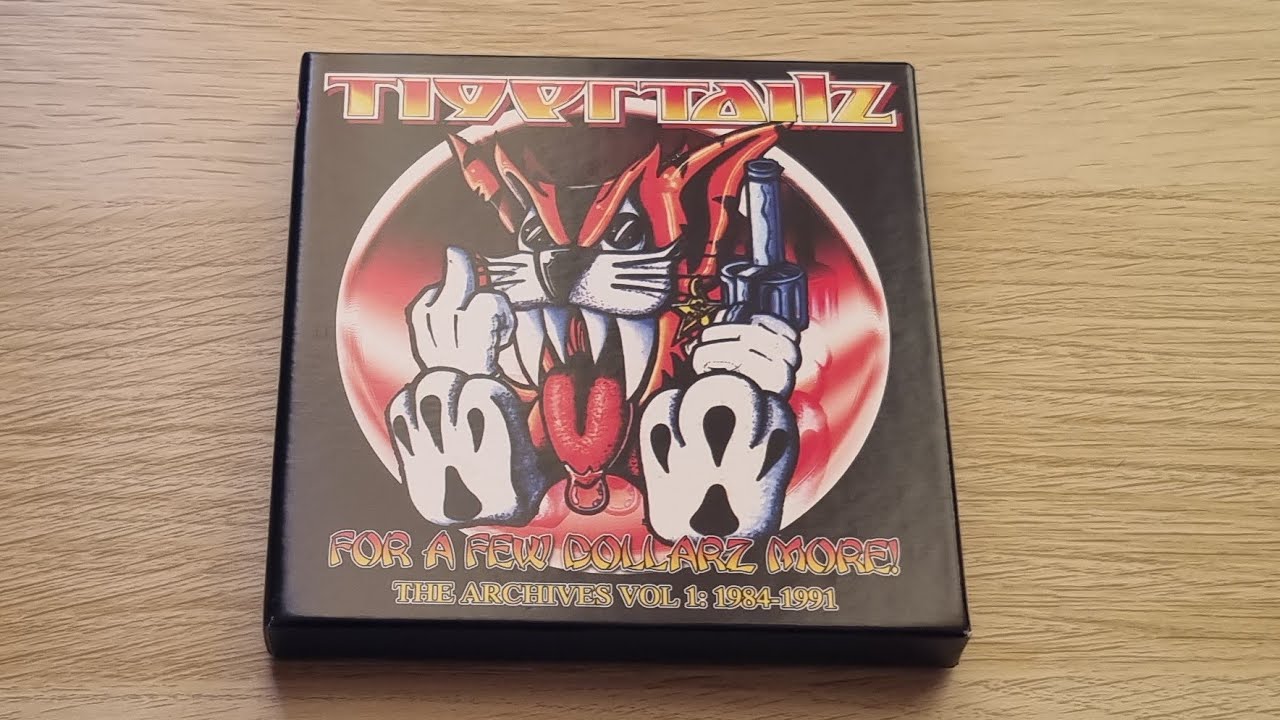 TIGERTAILZ
FOR A FEW DOLLARZ MORE!
THE ARCHIVES VOL 1: 1984-1991